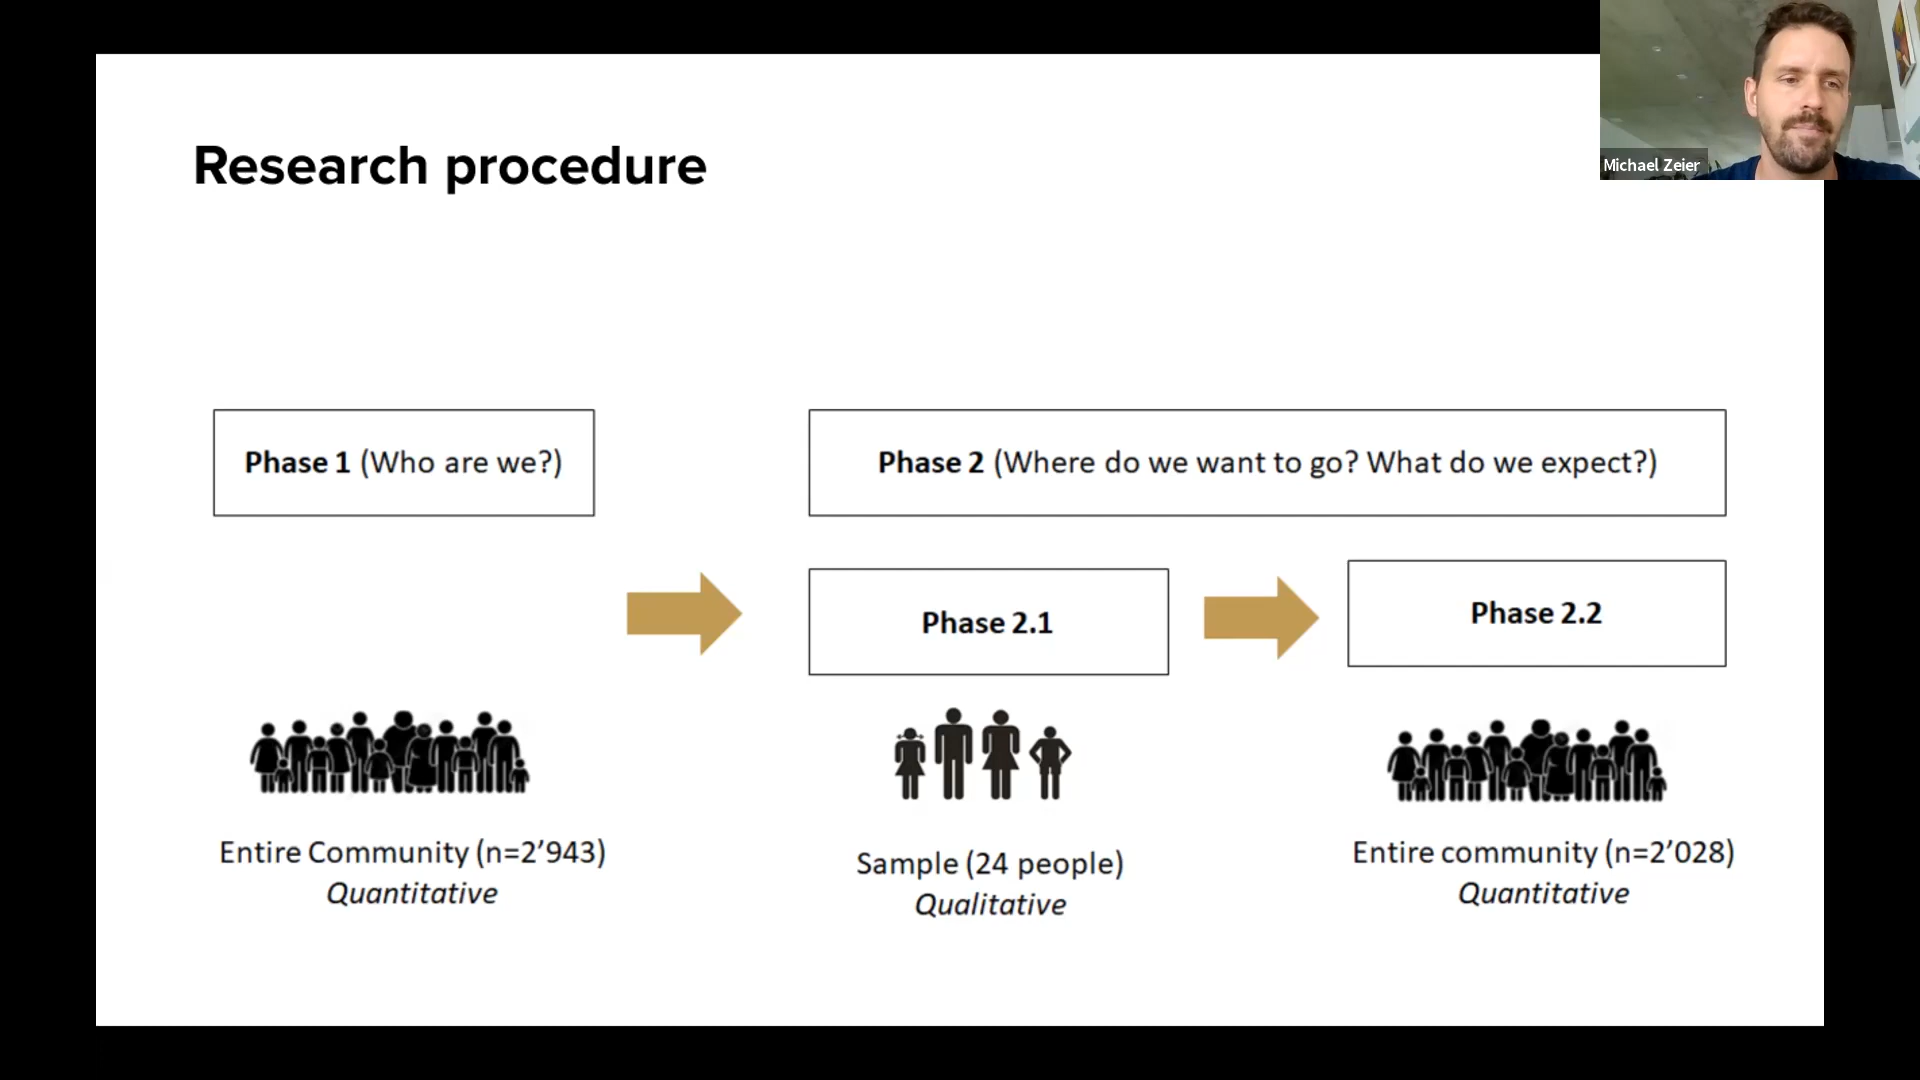 Research procedure
Michael Zeier
Phase 1 (Who are we?)
Phase 2 (Where do we want to go? What do we expect?)
Phase 2.1
Phase 2.2
Entire Community (n=2’943)
Quantitative
Sample (24 people)
Qualitative
Entire community (n=2’028)
Quantitative